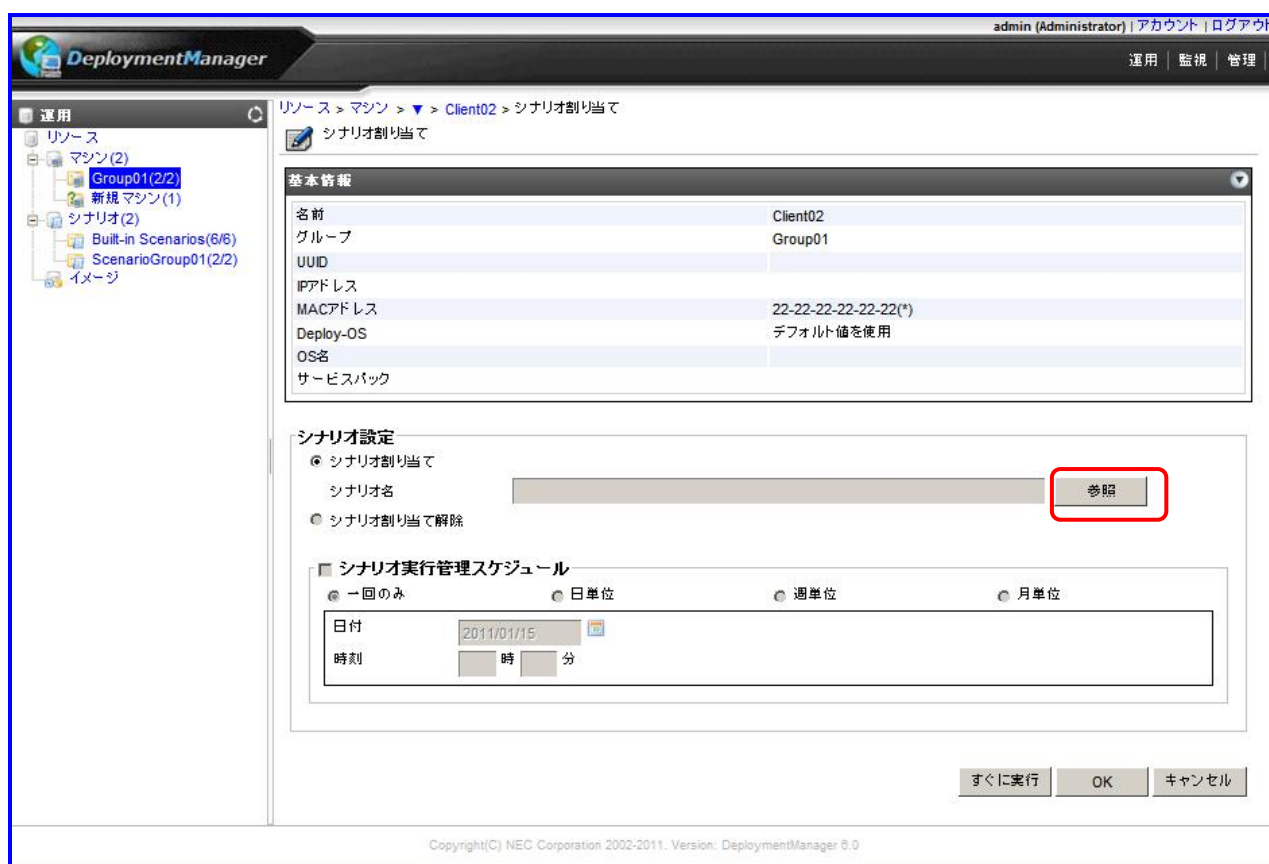 admin (Administrator) | アカウント | ログアウト
DeploymentManager
運用 | 監視 | 管理 |
運用
リソース
マシン(2)
Group01(2/2)
新規マシン(1)
シナリオ(2)
Built-in Scenarios(6/6)
ScenarioGroup01(2/2)
イメージ
リソース > マシン > ▼ > Client02 > シナリオ割り当て
シナリオ割り当て
基本情報
名前 Client02
グループ Group01
UUID
IPアドレス
MACアドレス 22-22-22-22-22-22(*)
Deploy-OS デフォルト値を使用
OS名
サービスパック
シナリオ設定
シナリオ割り当て
シナリオ名 参照
シナリオ割り当て解除
シナリオ実行管理スケジュール
一回のみ 日単位 週単位 月単位
日付 2011/01/15
時刻 時 分
すぐに実行 OK キャンセル
Copyright(C) NEC Corporation 2002-2011. Version: DeploymentManager 6.0